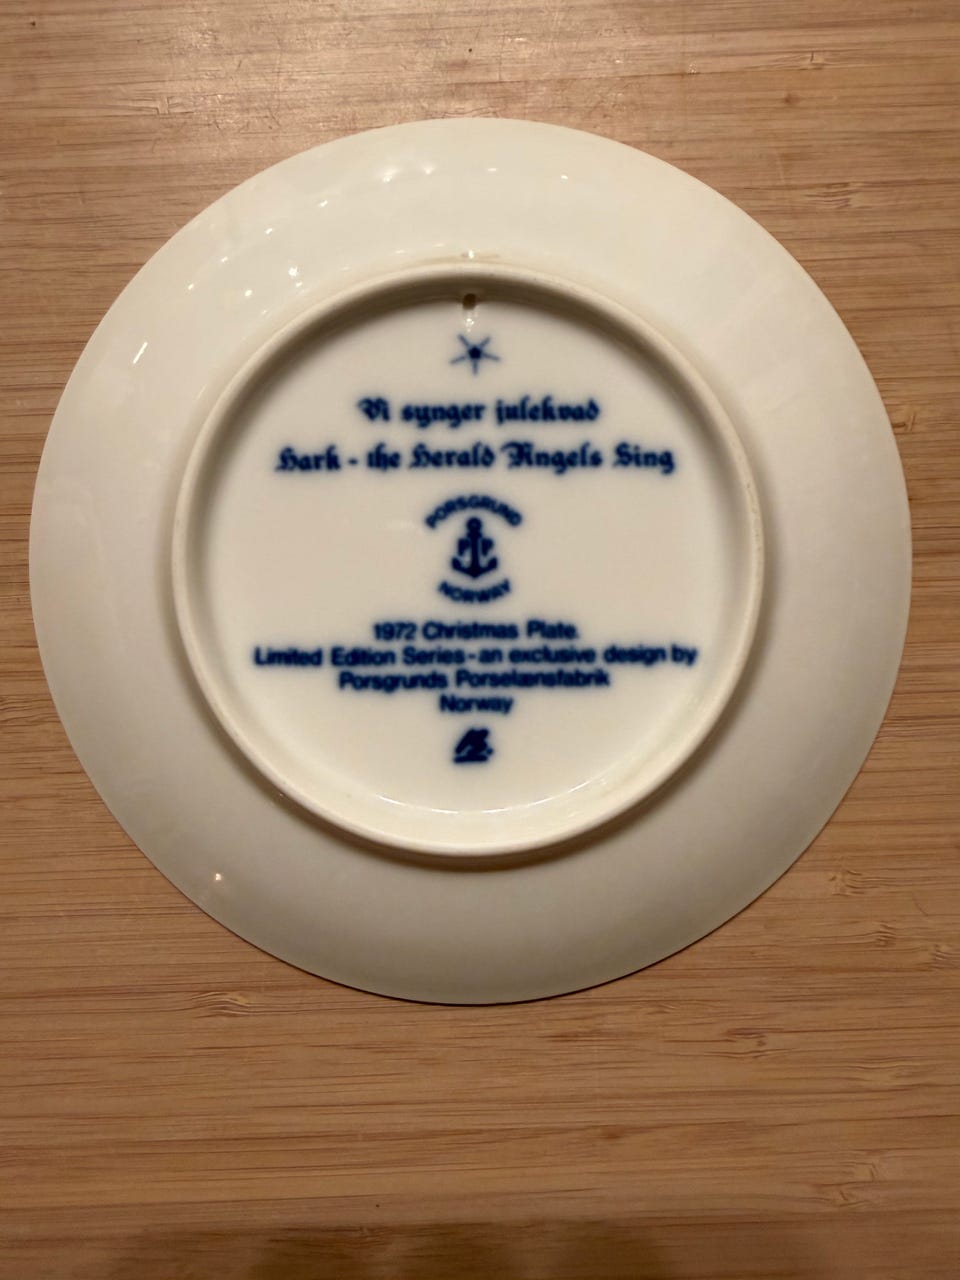 Vi synger julekvad
Hark - the Herald Angels Sing
PORSGRUND
P P
NORWAY
1972 Christmas Plate.
Limited Edition Series - an exclusive design by
Porsgrunds Porselænsfabrik
Norway